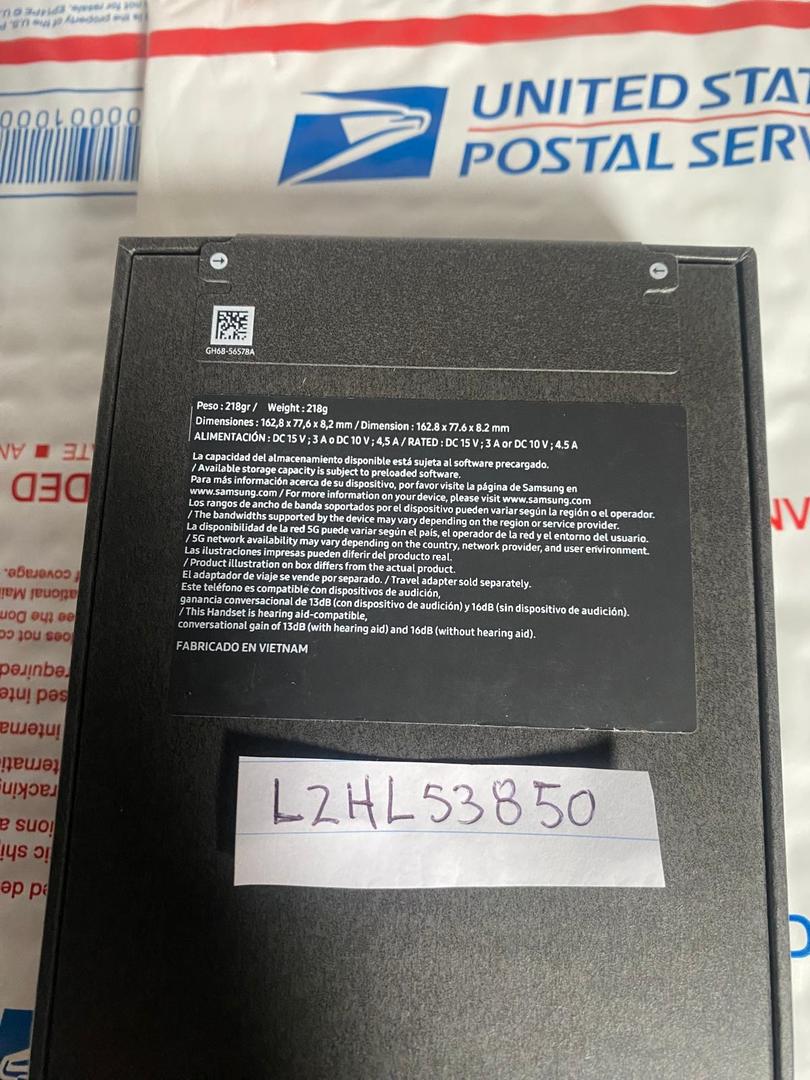 0001000
UNITED STAT
POSTAL SERV
GH68-56578A
Peso : 218gr / Weight : 218g
Dimensiones : 162,8 x 77,6 x 8,2 mm / Dimension : 162.8 x 77.6 x 8.2 mm
ALIMENTACIÓN : DC 15 V ; 3 A o DC 10 V ; 4,5 A / RATED : DC 15 V ; 3 A or DC 10 V ; 4.5 A
La capacidad del almacenamiento disponible está sujeta al software precargado.
/ Available storage capacity is subject to preloaded software.
Para más información acerca de su dispositivo, por favor visite la página de Samsung en
www.samsung.com / For more information on your device, please visit www.samsung.com
Los rangos de ancho de banda soportados por el dispositivo pueden variar según la región o el operador.
/ The bandwidths supported by the device may vary depending on the region or service provider.
La disponibilidad de la red 5G puede variar según el país, el operador de la red y el entorno del usuario.
/ 5G network availability may vary depending on the country, network provider, and user environment.
Las ilustraciones impresas pueden diferir del producto real.
/ Product illustration on box differs from the actual product.
El adaptador de viaje se vende por separado. / Travel adapter sold separately.
Este teléfono es compatible con dispositivos de audición,
ganancia conversacional de 13dB (con dispositivo de audición) y 16dB (sin dispositivo de audición).
/ This Handset is hearing aid-compatible,
conversational gain of 13dB (with hearing aid) and 16dB (without hearing aid).
FABRICADO EN VIETNAM
LZHL53850